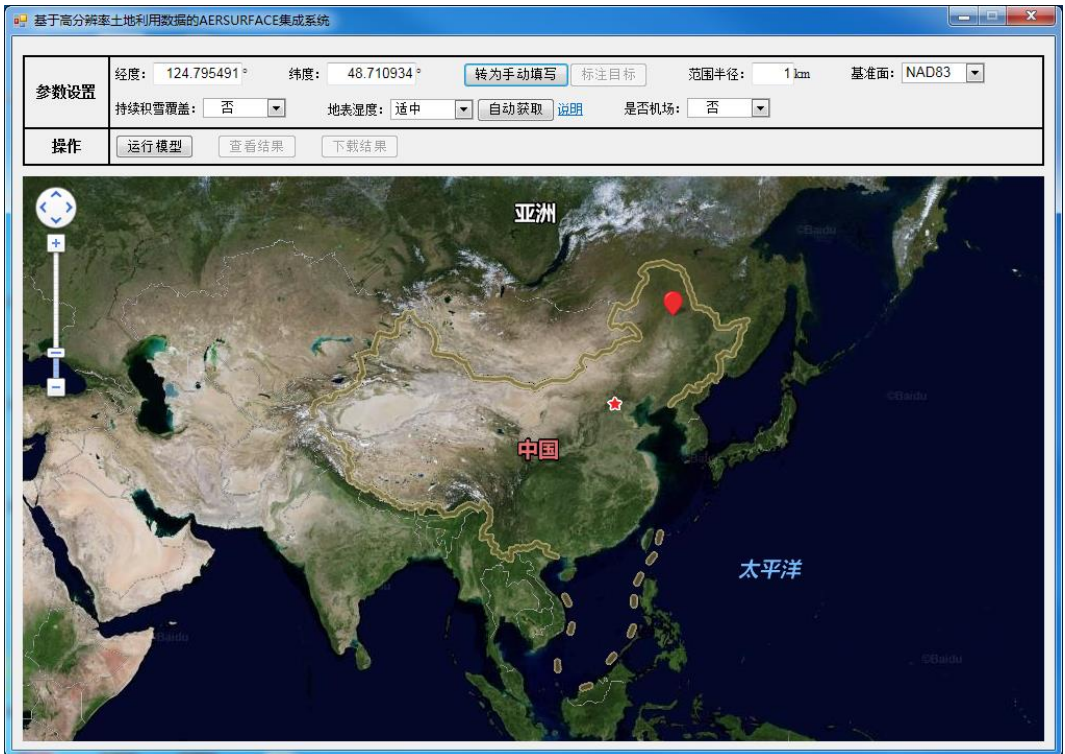 基于高分辨率土地利用数据的AERSURFACE集成系统
参数设置
经度： 124.795491 ° 纬度： 48.710934 ° 转为手动填写 标注目标 范围半径： 1 km 基准面： NAD83
持续积雪覆盖： 否 地表湿度： 适中 自动获取 说明 是否机场： 否
操作 运行模型 查看结果 下载结果
亚洲
©Baidu
©Baidu
中国
太平洋
©Baidu
©Baidu